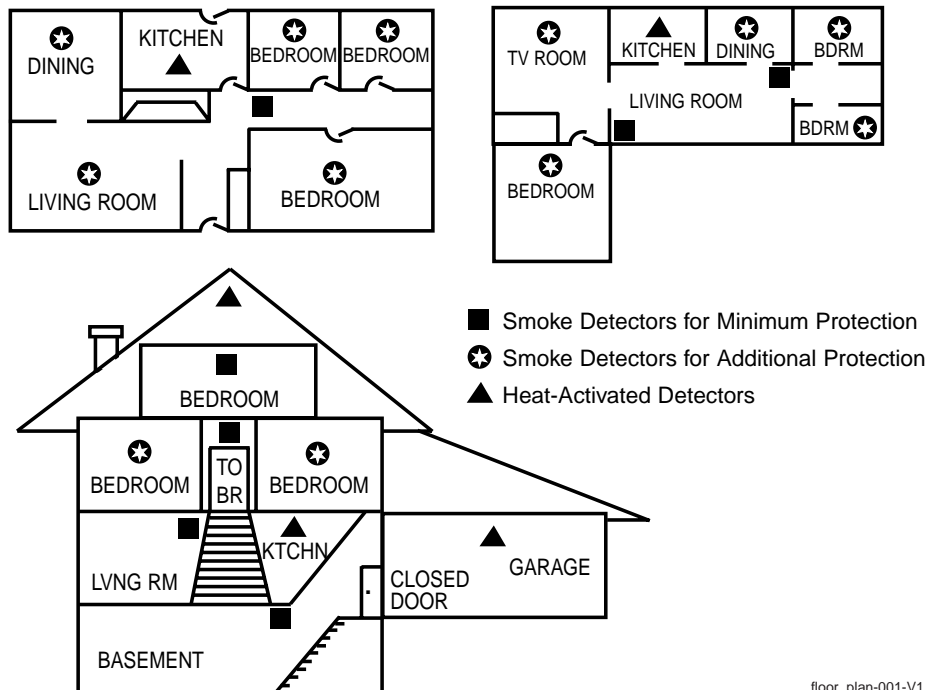 DINING
KITCHEN
BEDROOM
BEDROOM
LIVING ROOM
BEDROOM
TV ROOM
KITCHEN
DINING
BDRM
LIVING ROOM
BDRM
BEDROOM
Smoke Detectors for Minimum Protection
Smoke Detectors for Additional Protection
Heat-Activated Detectors
BEDROOM
BEDROOM
TO
BR
BEDROOM
LVNG RM
KTCHN
CLOSED
DOOR
GARAGE
BASEMENT
floor_plan-001-V1